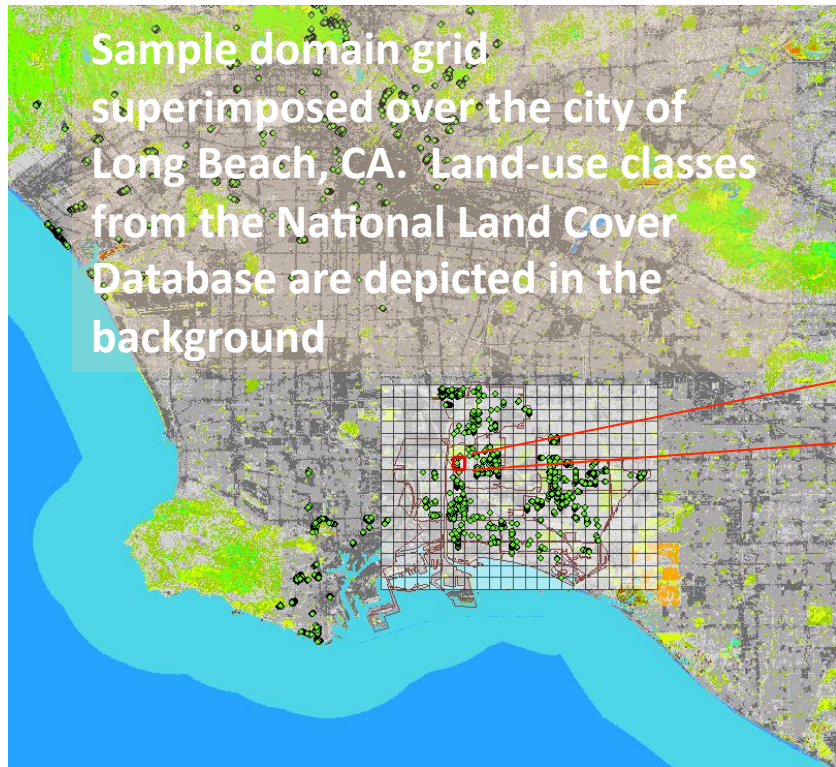 Sample domain grid
superimposed over the city of
Long Beach, CA.  Land-use classes
from the National Land Cover
Database are depicted in the
background